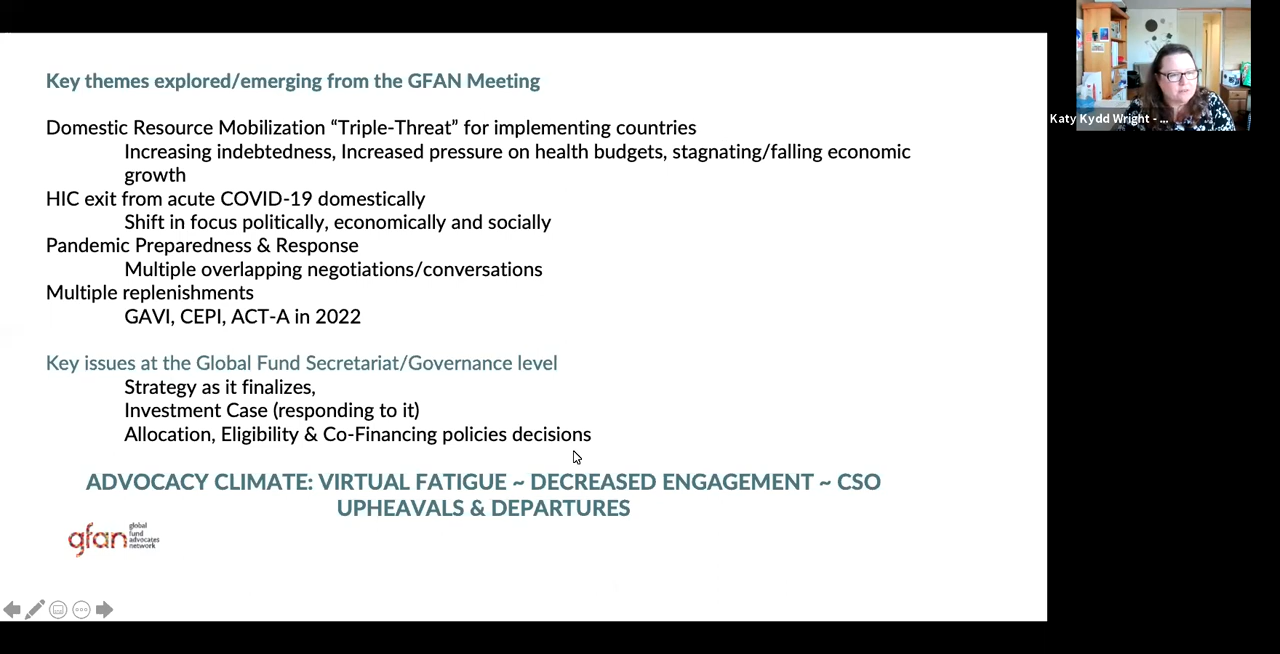 Key themes explored/emerging from the GFAN Meeting
Domestic Resource Mobilization “Triple-Threat” for implementing countries
Increasing indebtedness, Increased pressure on health budgets, stagnating/falling economic
growth
HIC exit from acute COVID-19 domestically
Shift in focus politically, economically and socially
Pandemic Preparedness & Response
Multiple overlapping negotiations/conversations
Multiple replenishments
GAVI, CEPI, ACT-A in 2022
Key issues at the Global Fund Secretariat/Governance level
Strategy as it finalizes,
Investment Case (responding to it)
Allocation, Eligibility & Co-Financing policies decisions
ADVOCACY CLIMATE: VIRTUAL FATIGUE ~ DECREASED ENGAGEMENT ~ CSO
UPHEAVALS & DEPARTURES
gfan
global
fund
advocates
network
Katy Kydd Wright - ...